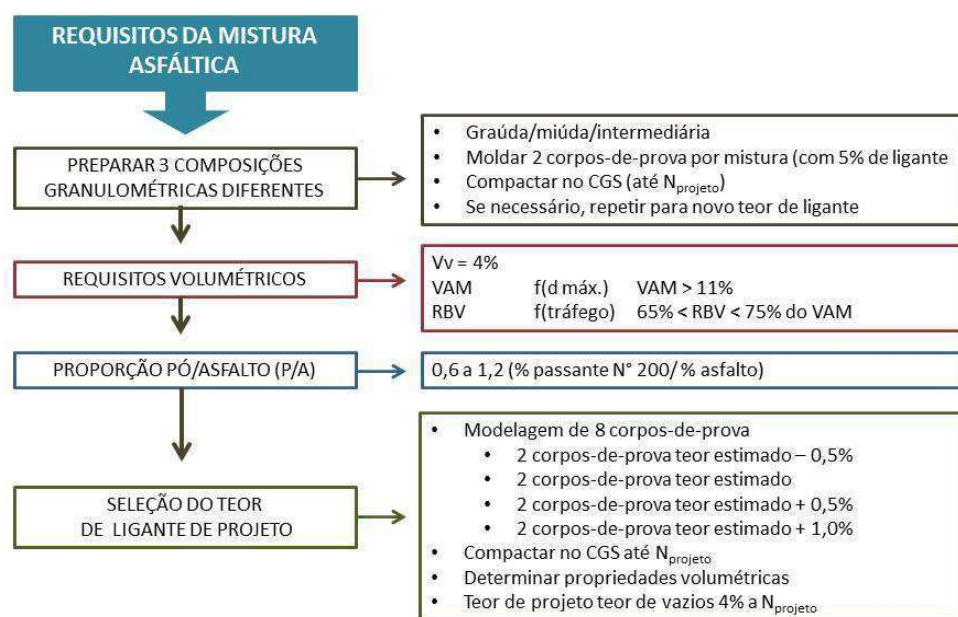 REQUISITOS DA MISTURA
ASFÁLTICA
PREPARAR 3 COMPOSIÇÕES
GRANULOMÉTRICAS DIFERENTES
• Graúda/miúda/intermediária
• Moldar 2 corpos-de-prova por mistura (com 5% de ligante
• Compactar no CGS (até Nprojeto)
• Se necessário, repetir para novo teor de ligante
REQUISITOS VOLUMÉTRICOS
Vv = 4%
VAM f(d máx.) VAM > 11%
RBV f(tráfego) 65% < RBV < 75% do VAM
PROPORÇÃO PÓ/ASFALTO (P/A)
0,6 a 1,2 (% passante N° 200/ % asfalto)
SELEÇÃO DO TEOR
DE LIGANTE DE PROJETO
• Modelagem de 8 corpos-de-prova
• 2 corpos-de-prova teor estimado – 0,5%
• 2 corpos-de-prova teor estimado
• 2 corpos-de-prova teor estimado + 0,5%
• 2 corpos-de-prova teor estimado + 1,0%
• Compactar no CGS até Nprojeto
• Determinar propriedades volumétricas
• Teor de projeto teor de vazios 4% a Nprojeto